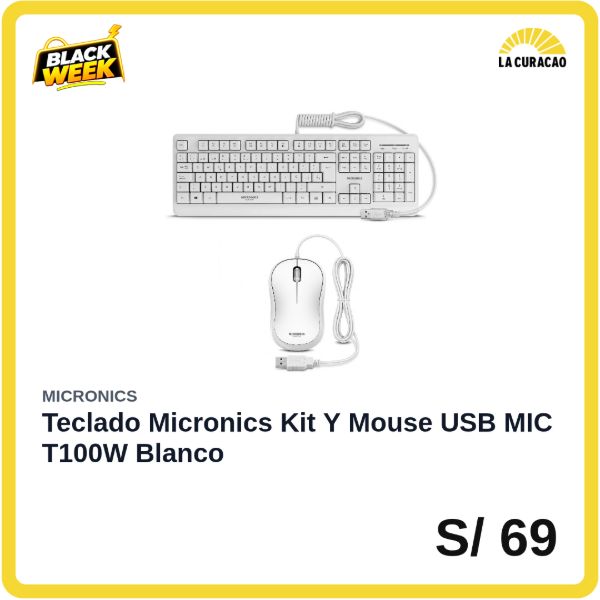 BLACK
WEEK
LA CURACAO
MICRONICS
Teclado Micronics Kit Y Mouse USB MIC
T100W Blanco
S/ 69